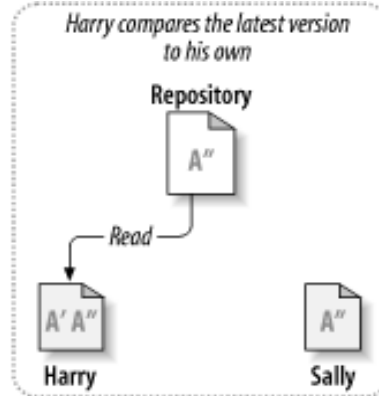 Harry compares the latest version
to his own
Repository
A″
Read
A′ A″
A″
Harry
Sally